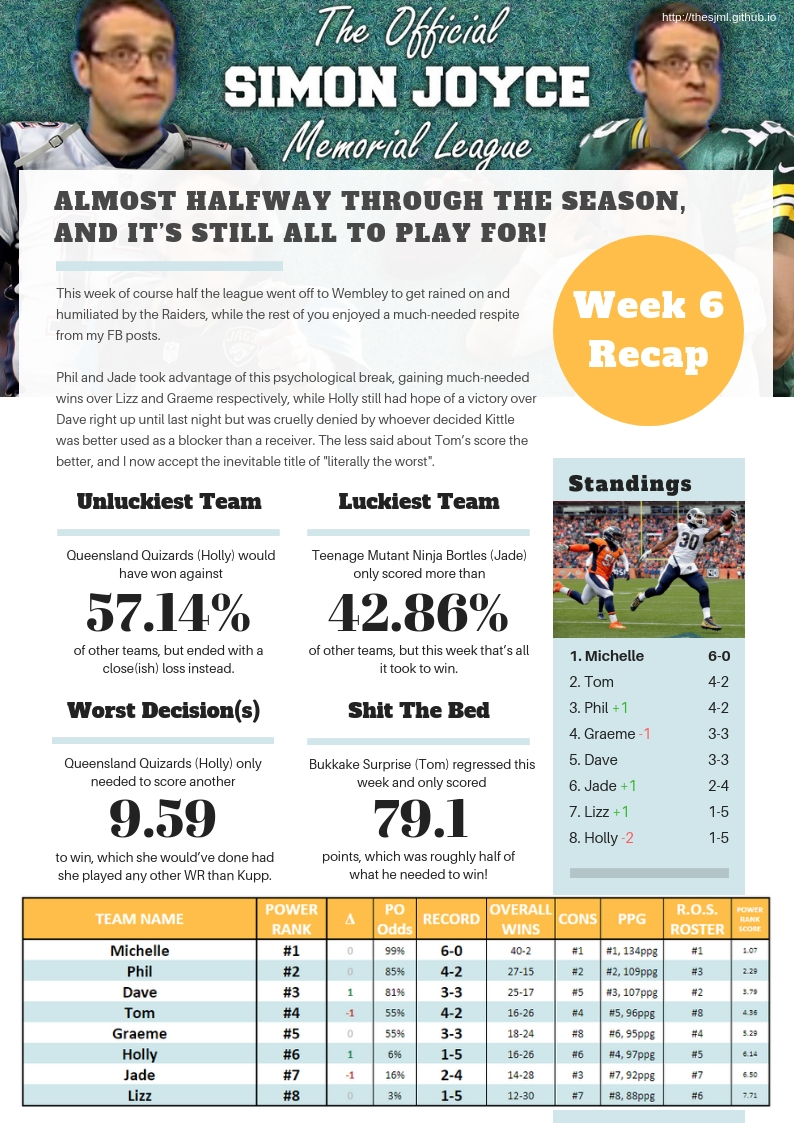 http://thesjml.github.io
The Official
SIMON JOYCE
Memorial League
ALMOST HALFWAY THROUGH THE SEASON,
AND IT'S STILL ALL TO PLAY FOR!
This week of course half the league went off to Wembley to get rained on and
humiliated by the Raiders, while the rest of you enjoyed a much-needed respite
from my FB posts.
Phil and Jade took advantage of this psychological break, gaining much-needed
wins over Lizz and Graeme respectively, while Holly still had hope of a victory over
Dave right up until last night but was cruelly denied by whoever decided Kittle
was better used as a blocker than a receiver. The less said about Tom's score the
better, and I now accept the inevitable title of "literally the worst".
Week 6
Recap
Unluckiest Team
Queensland Quizards (Holly) would
have won against
57.14%
of other teams, but ended with a
close(ish) loss instead.
Luckiest Team
Teenage Mutant Ninja Bortles (Jade)
only scored more than
42.86%
of other teams, but this week that's all
it took to win.
Worst Decision(s)
Queensland Quizards (Holly) only
needed to score another
9.59
to win, which she would've done had
she played any other WR than Kupp.
Shit The Bed
Bukkake Surprise (Tom) regressed this
week and only scored
79.1
points, which was roughly half of
what he needed to win!
Standings
30
1. Michelle 6-0
2. Tom 4-2
3. Phil +1 4-2
4. Graeme -1 3-3
5. Dave 3-3
6. Jade +1 2-4
7. Lizz +1 1-5
8. Holly -2 1-5
TEAM NAME POWER RANK Δ PO Odds RECORD OVERALL WINS CONS PPG R.O.S. ROSTER POWER RANK SCORE
Michelle #1 0 99% 6-0 40-2 #1 #1, 134ppg #1 1.07
Phil #2 0 85% 4-2 27-15 #2 #2, 109ppg #3 2.29
Dave #3 1 81% 3-3 25-17 #5 #3, 107ppg #2 3.79
Tom #4 -1 55% 4-2 16-26 #4 #5, 96ppg #8 4.36
Graeme #5 0 55% 3-3 18-24 #8 #6, 95ppg #4 5.29
Holly #6 1 6% 1-5 16-26 #6 #4, 97ppg #5 6.14
Jade #7 -1 16% 2-4 14-28 #3 #7, 92ppg #7 6.50
Lizz #8 0 3% 1-5 12-30 #7 #8, 88ppg #6 7.71